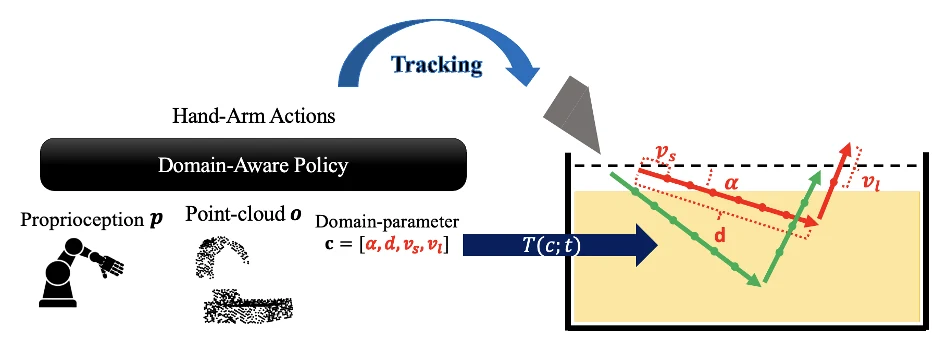 Tracking
Hand-Arm Actions
Domain-Aware Policy
Proprioception p
Point-cloud o
Domain-parameter
c = [α, d, vₛ, vₗ]
T(c; t)
vₛ
α
vₗ
d